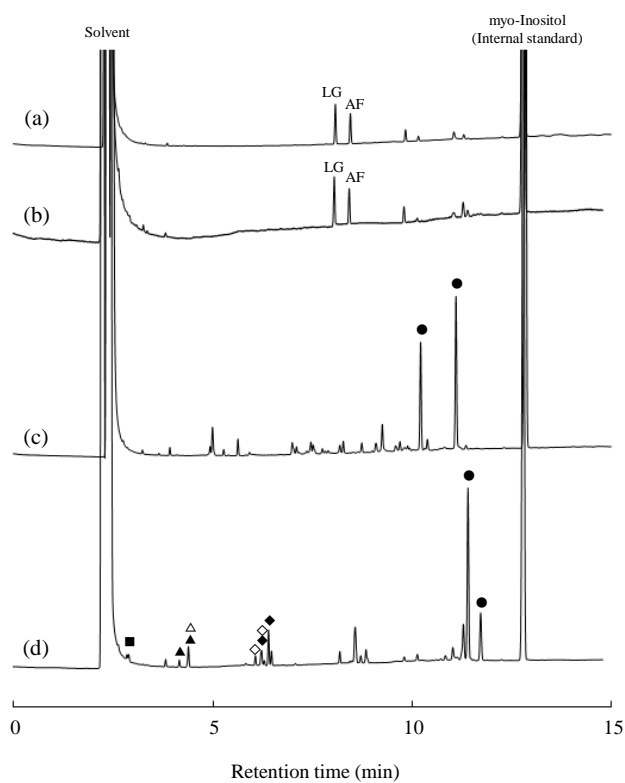 Solvent
myo-Inositol
(Internal standard)
(a)
LG
AF
(b)
LG
AF
(c)
(d)
0
5
10
15
Retention time (min)